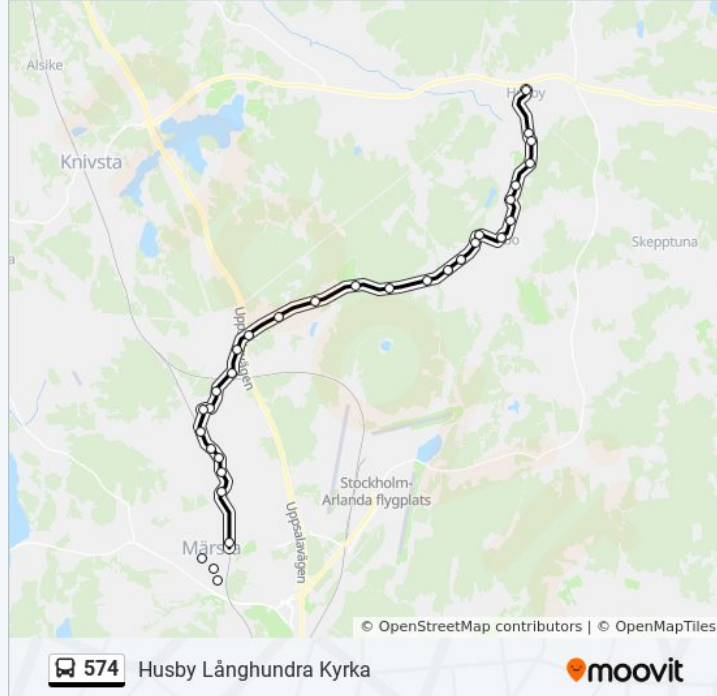 Alsike
Husby
Knivsta
Skepptuna
Uppsalavägen
Stockholm-
Arlanda flygplats
Uppsalavägen
Märsta
© OpenStreetMap contributors | © OpenMapTiles
574 Husby Långhundra Kyrka
moovit